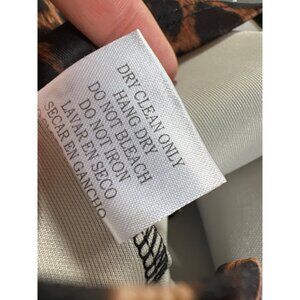 DRY CLEAN ONLY
HANG DRY
DO NOT BLEACH
DO NOT IRON
LAVAR EN SECO
SECAR EN GANCHO